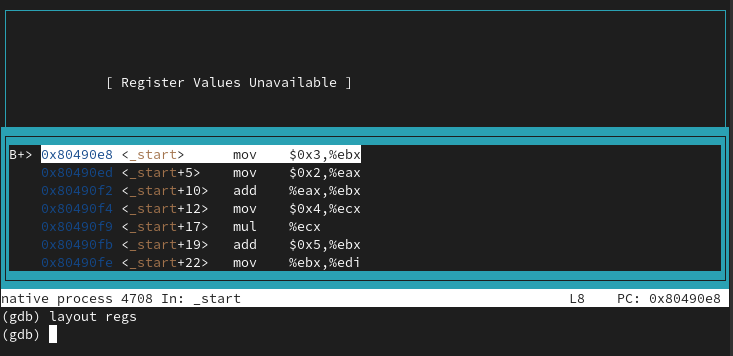 [ Register Values Unavailable ]
B+> 0x80490e8 <_start> mov $0x3,%ebx
0x80490ed <_start+5> mov $0x2,%eax
0x80490f2 <_start+10> add %eax,%ebx
0x80490f4 <_start+12> mov $0x4,%ecx
0x80490f9 <_start+17> mul %ecx
0x80490fb <_start+19> add $0x5,%ebx
0x80490fe <_start+22> mov %ebx,%edi
native process 4708 In: _start L8 PC: 0x80490e8
(gdb) layout regs
(gdb)